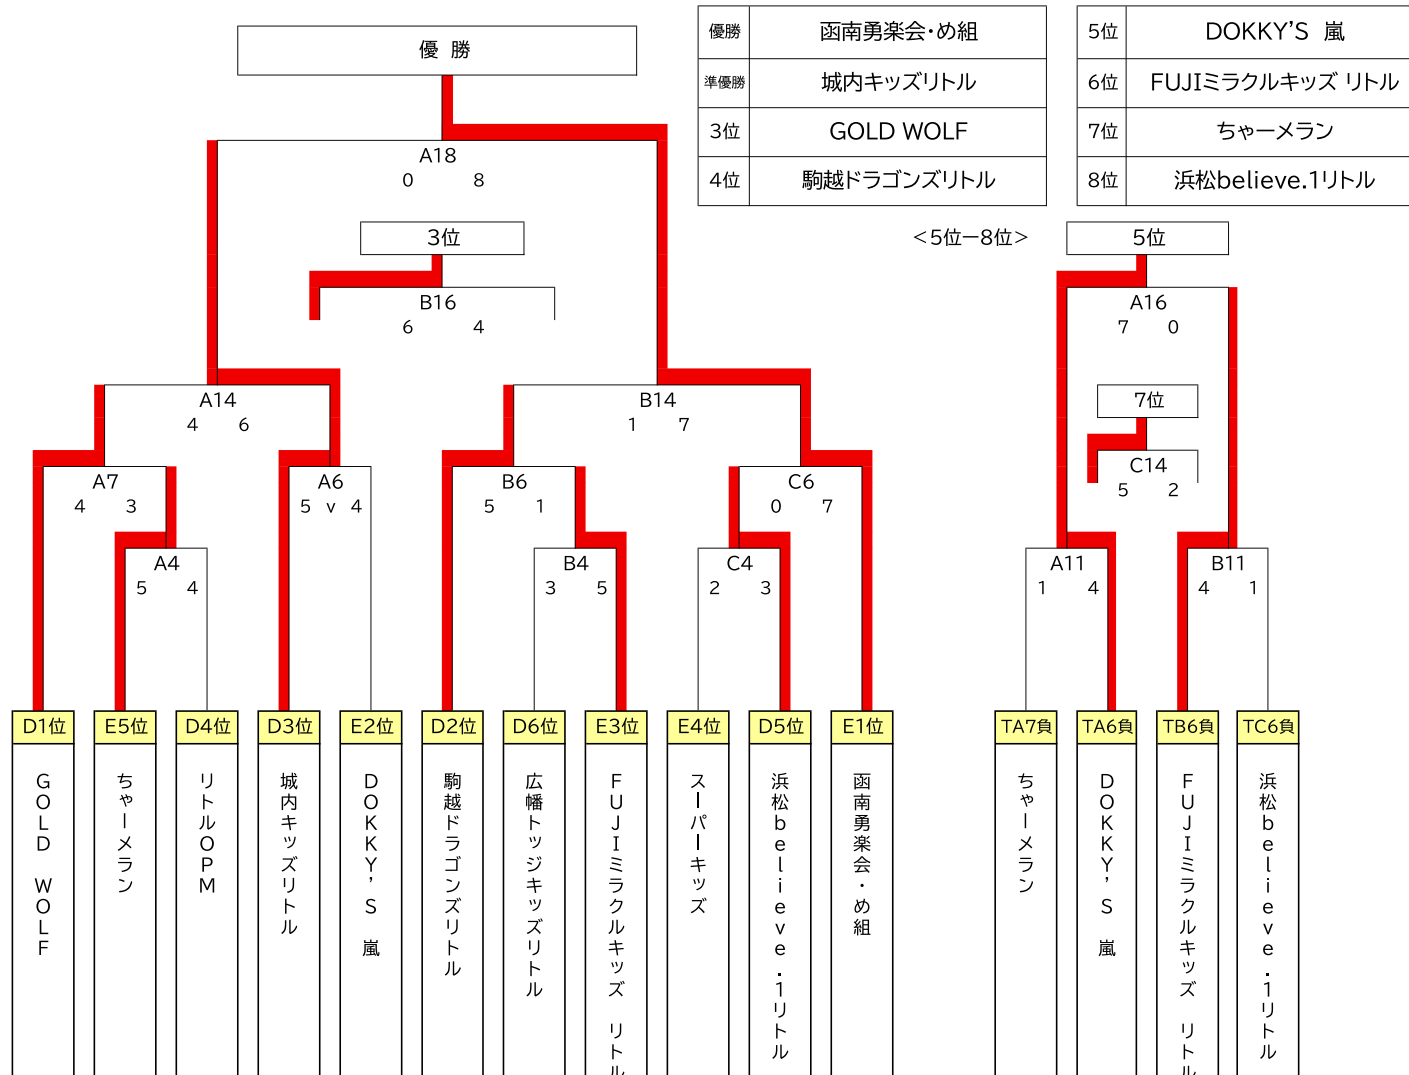 優 勝
優勝 函南勇楽会・め組
準優勝 城内キッズリトル
3位 GOLD WOLF
4位 駒越ドラゴンズリトル
5位 DOKKY'S 嵐
6位 FUJIミラクルキッズ リトル
7位 ちゃーメラン
8位 浜松believe.1リトル
A18
0 8
3位
B16
6 4
<5位ー8位>
5位
A16
7 0
A14
4 6
B14
1 7
7位
C14
5 2
A7
4 3
A6
5 v 4
B6
5 1
C6
0 7
A4
5 4
B4
3 5
C4
2 3
A11
1 4
B11
4 1
D1位
GOLD WOLF
E5位
ちゃーメラン
D4位
リトルOPM
D3位
城内キッズリトル
E2位
DOKKY'S 嵐
D2位
駒越ドラゴンズリトル
D6位
広幡トッジキッズリトル
E3位
FUJIミラクルキッズ リトル
E4位
スーパーキッズ
D5位
浜松believe.1リトル
E1位
函南勇楽会・め組
TA7負
ちゃーメラン
TA6負
DOKKY'S 嵐
TB6負
FUJIミラクルキッズ リトル
TC6負
浜松believe.1リトル